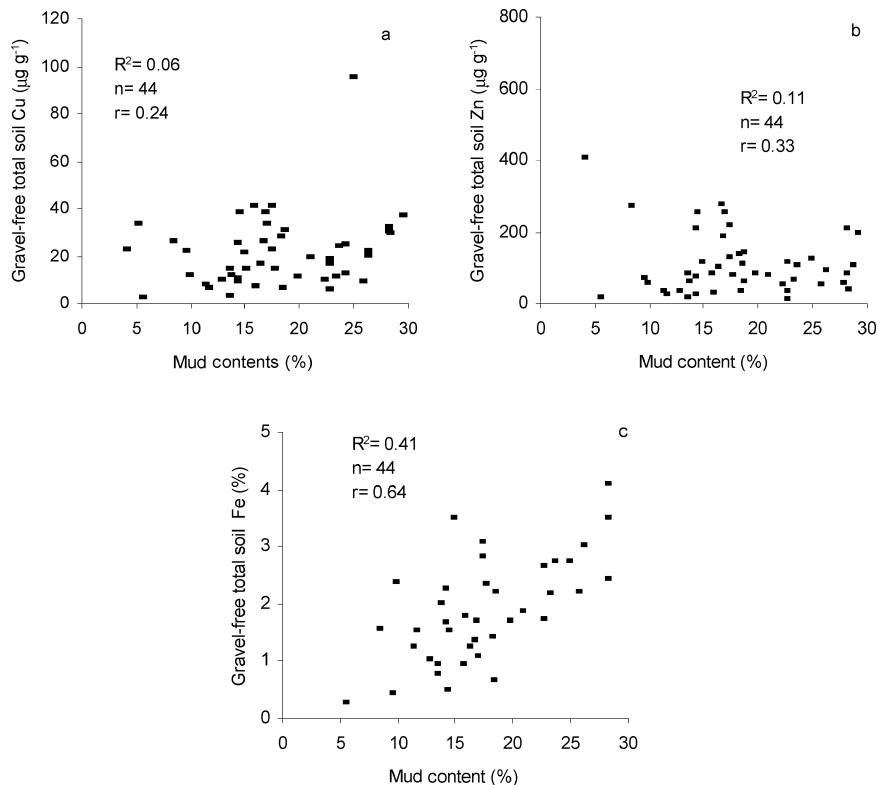 a
Gravel-free total soil Cu (µg g⁻¹)
120
100
80
60
40
20
0
R²= 0.06
n= 44
r= 0.24
0 5 10 15 20 25 30
Mud contents (%)
b
Gravel-free total soil Zn (µg g⁻¹)
800
600
400
200
0
R²= 0.11
n= 44
r= 0.33
0 5 10 15 20 25 30
Mud content (%)
c
Gravel-free total soil Fe (%)
5
4
3
2
1
0
R²= 0.41
n= 44
r= 0.64
0 5 10 15 20 25 30
Mud content (%)